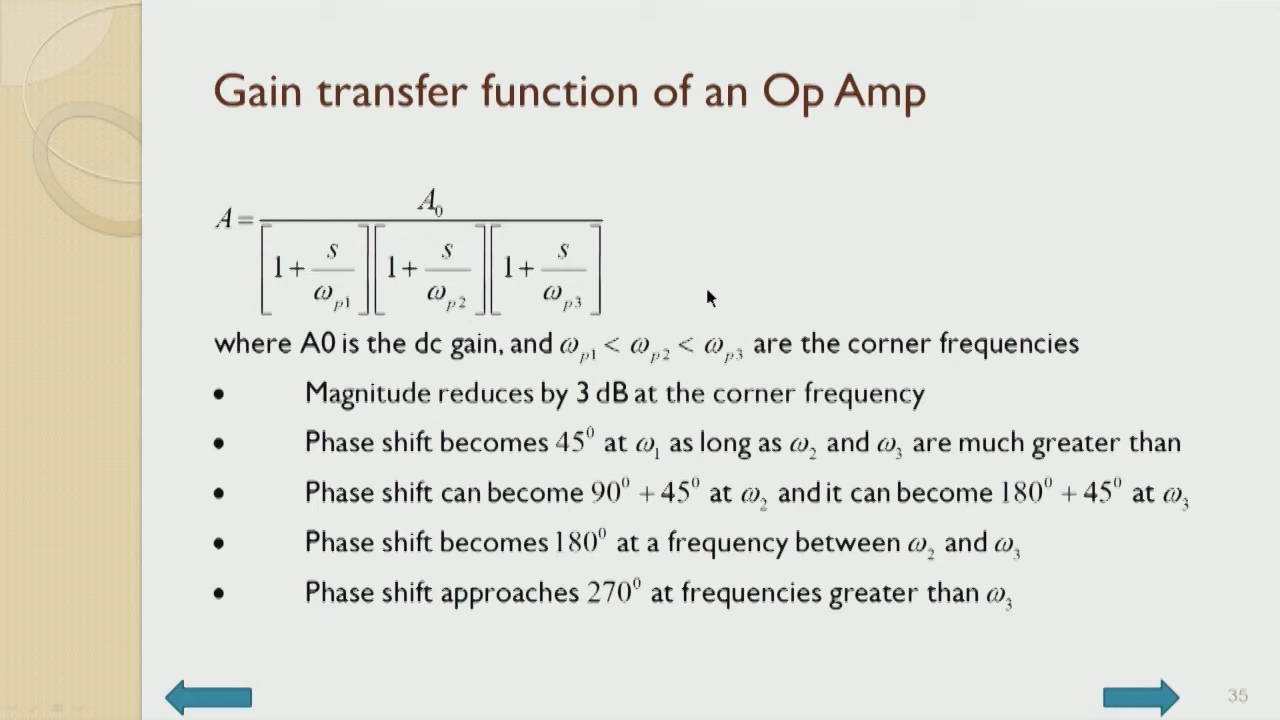 Gain transfer function of an Op Amp
A = A₀ / [1 + s/ω_p1] [1 + s/ω_p2] [1 + s/ω_p3]
where A0 is the dc gain, and ω_p1 < ω_p2 < ω_p3 are the corner frequencies
• Magnitude reduces by 3 dB at the corner frequency
• Phase shift becomes 45⁰ at ω₁ as long as ω₂ and ω₃ are much greater than
• Phase shift can become 90⁰ + 45⁰ at ω₂ and it can become 180⁰ + 45⁰ at ω₃
• Phase shift becomes 180⁰ at a frequency between ω₂ and ω₃
• Phase shift approaches 270⁰ at frequencies greater than ω₃
35